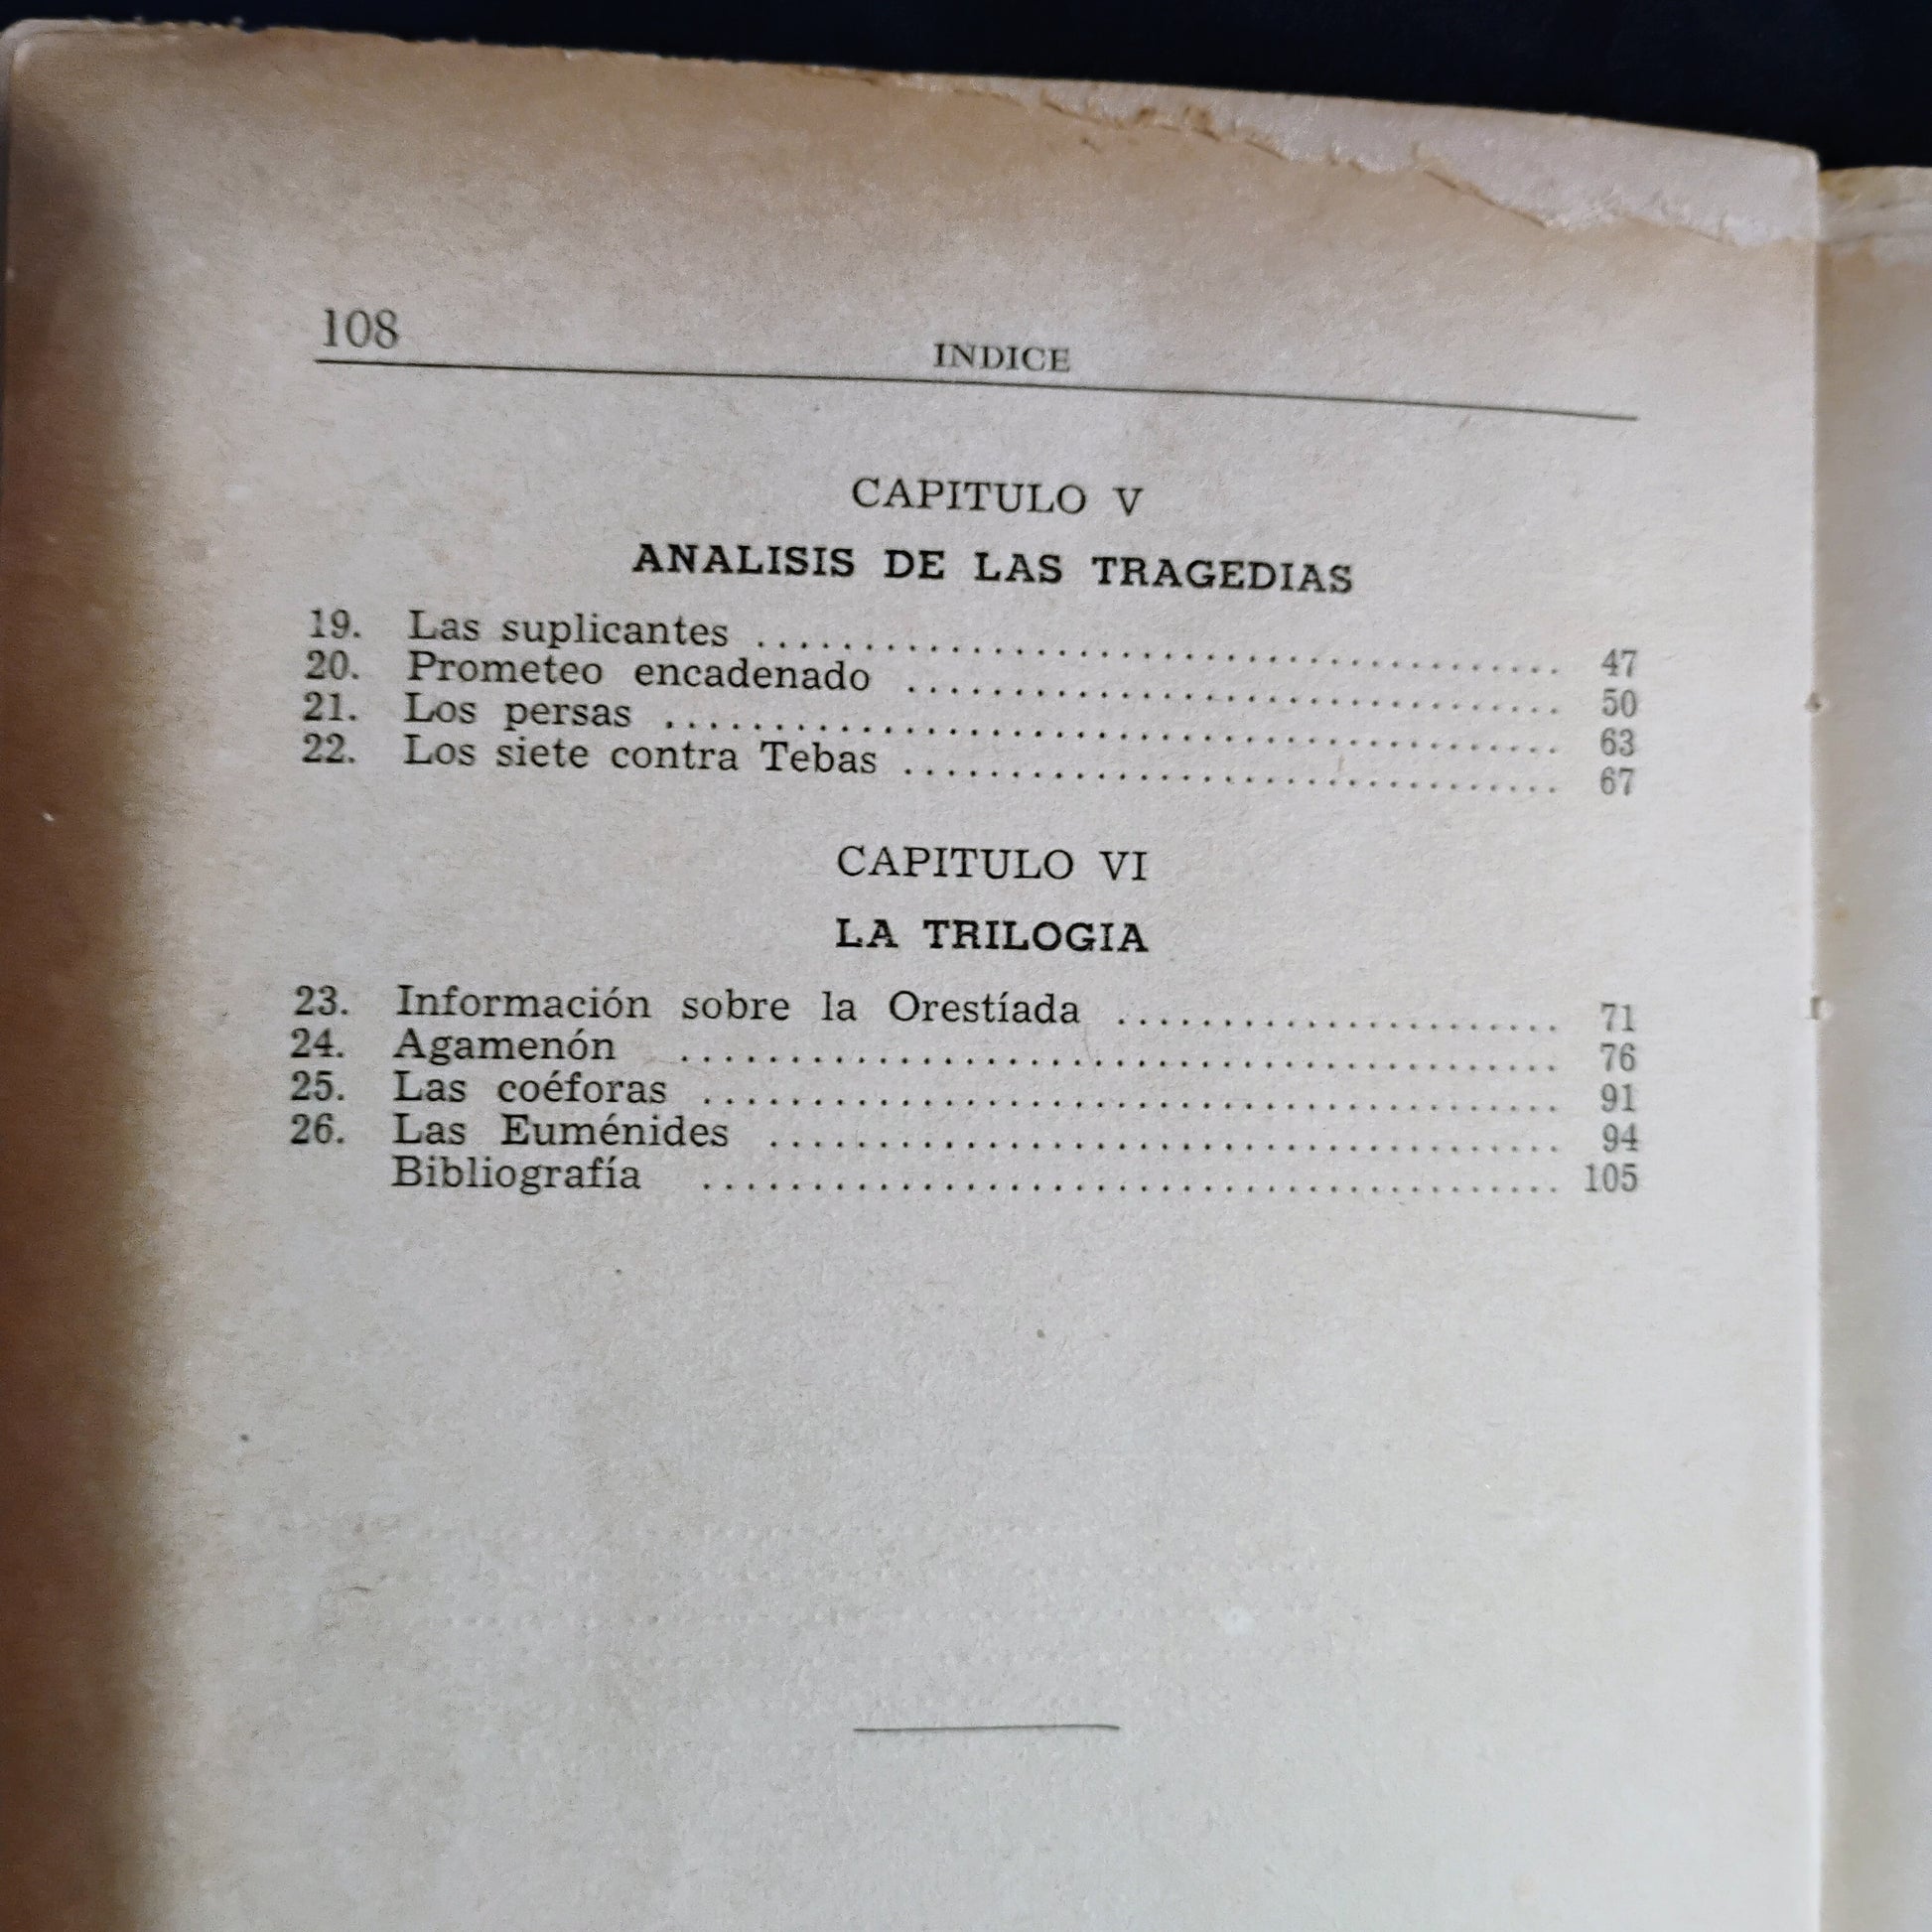 108
INDICE
CAPITULO V
ANALISIS DE LAS TRAGEDIAS
19. Las suplicantes ........................................ 47
20. Prometeo encadenado ................................ 50
21. Los persas ............................................ 63
22. Los siete contra Tebas ................................ 67
CAPITULO VI
LA TRILOGIA
23. Información sobre la Orestíada ...................... 71
24. Agamenón ............................................ 76
25. Las coéforas .......................................... 91
26. Las Euménides ...................................... 94
Bibliografía .......................................... 105